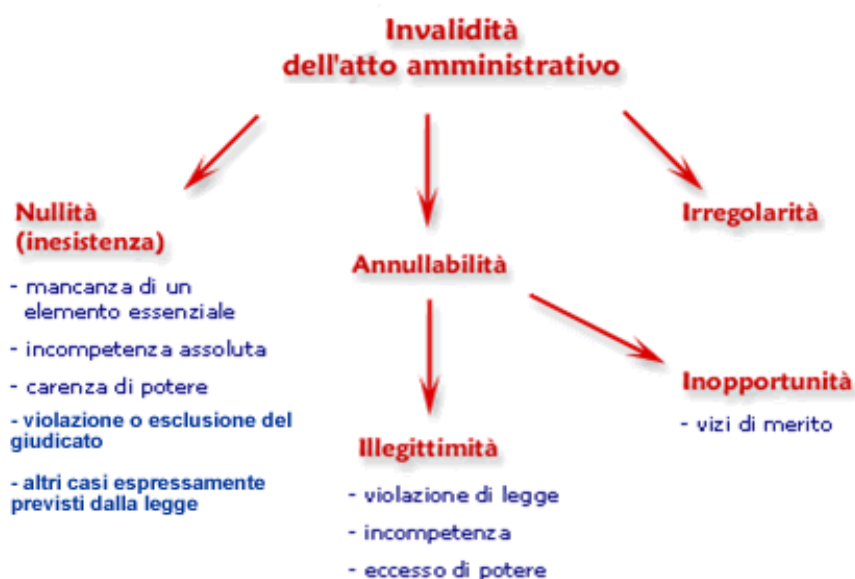 Invalidità
dell'atto amministrativo
Nullità
(inesistenza)
- mancanza di un
elemento essenziale
- incompetenza assoluta
- carenza di potere
- violazione o esclusione del
giudicato
- altri casi espressamente
previsti dalla legge
Annullabilità
Illegittimità
- violazione di legge
- incompetenza
- eccesso di potere
Irregolarità
Inopportunità
- vizi di merito